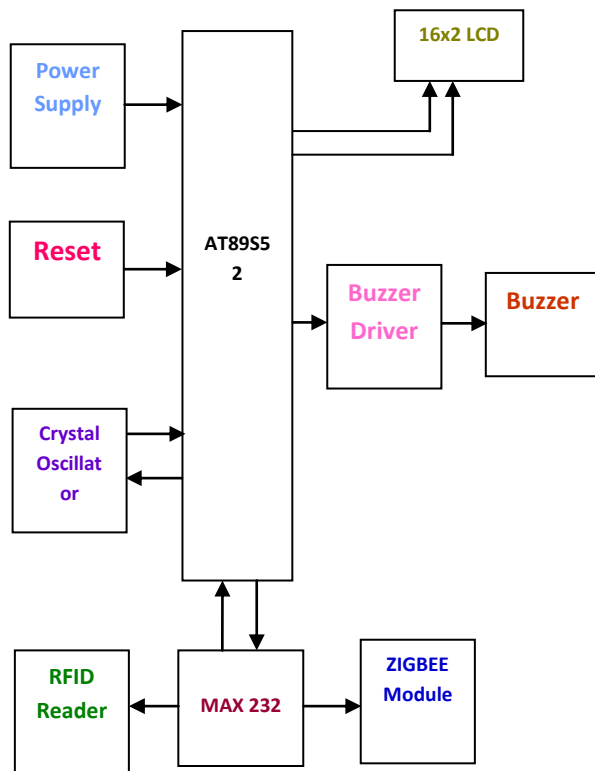 16x2 LCD
Power
Supply
Reset
AT89S5
2
Buzzer
Driver
Buzzer
Crystal
Oscillat
or
RFID
Reader
MAX 232
ZIGBEE
Module